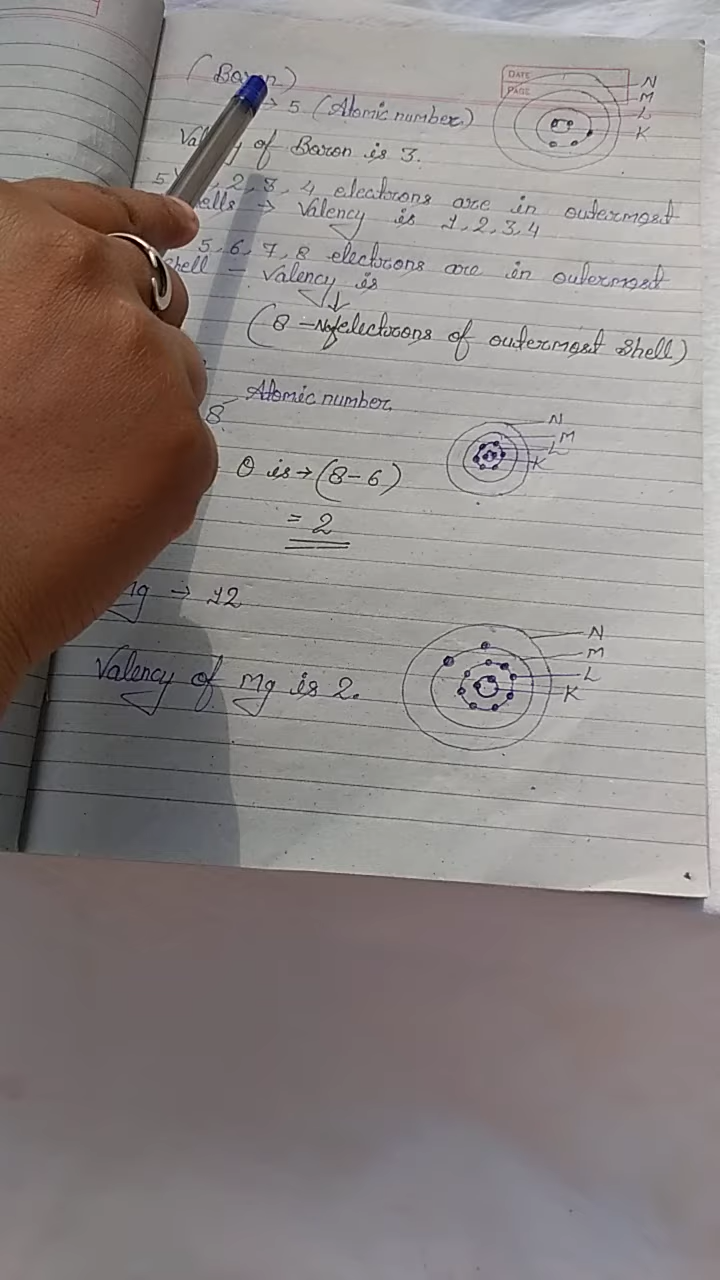 (Boron)
DATE
PAGE
N
M
L
K
→ 5 (Atomic number)
of Boron is 3.
2, 3, 4 electrons are in outermost
shells → Valency is 1, 2, 3, 4
5, 6, 7, 8 electrons are in outermost
shell - Valency is
↓
(8 - No of electrons of outermost shell)
8 Atomic number
N
M
L
K
O is → (8-6)
= 2
Mg → 12
N
M
L
K
Valency of Mg is 2.